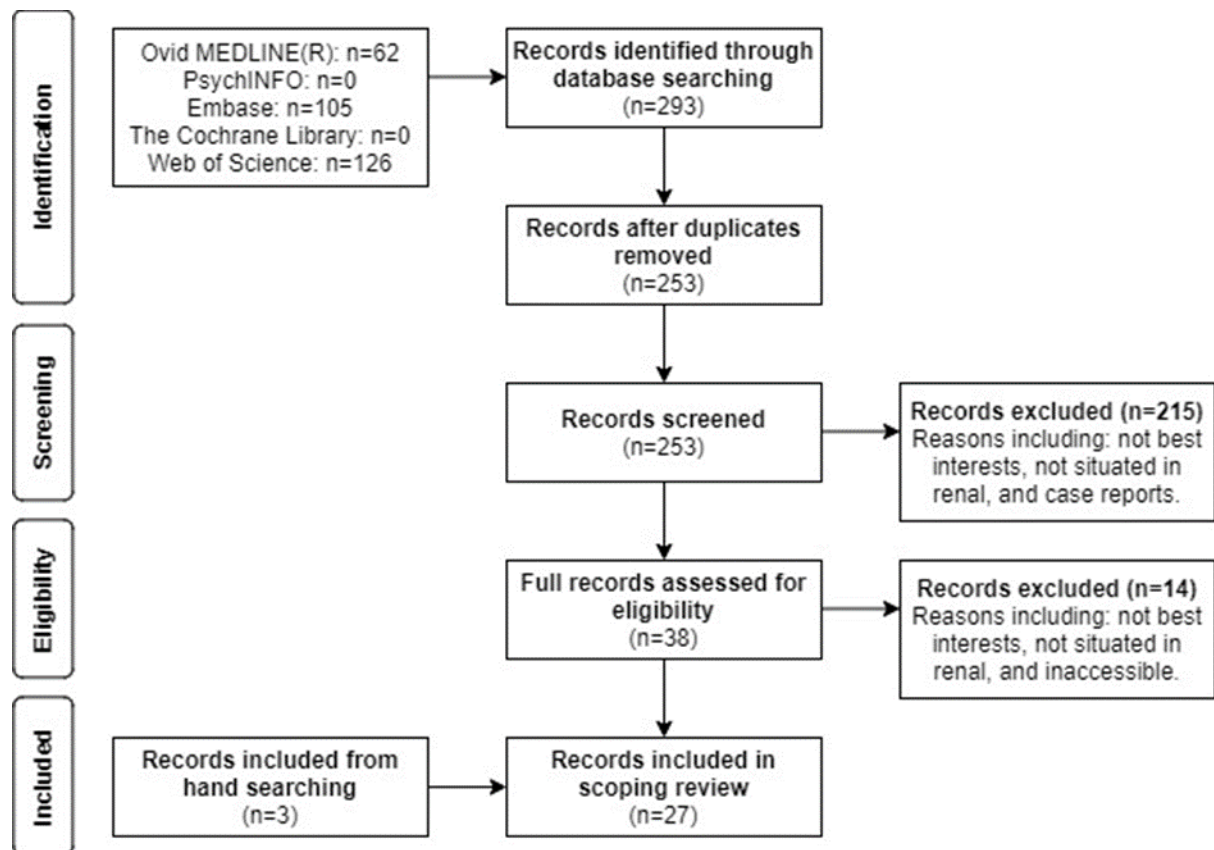 Identification
Ovid MEDLINE(R): n=62
PsychINFO: n=0
Embase: n=105
The Cochrane Library: n=0
Web of Science: n=126
Records identified through
database searching
(n=293)
Records after duplicates
removed
(n=253)
Screening
Records screened
(n=253)
Records excluded (n=215)
Reasons including: not best
interests, not situated in
renal, and case reports.
Eligibility
Full records assessed for
eligibility
(n=38)
Records excluded (n=14)
Reasons including: not best
interests, not situated in
renal, and inaccessible.
Included
Records included from
hand searching
(n=3)
Records included in
scoping review
(n=27)